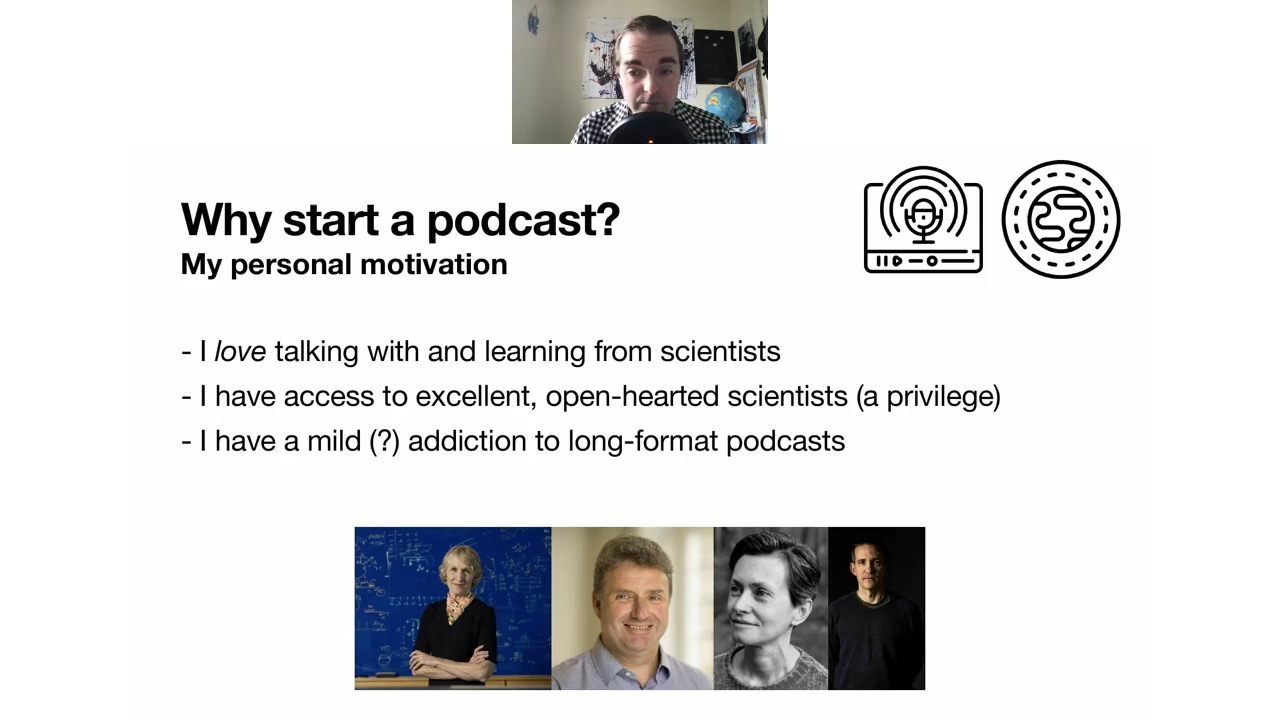 Why start a podcast?
My personal motivation
- I love talking with and learning from scientists
- I have access to excellent, open-hearted scientists (a privilege)
- I have a mild (?) addiction to long-format podcasts